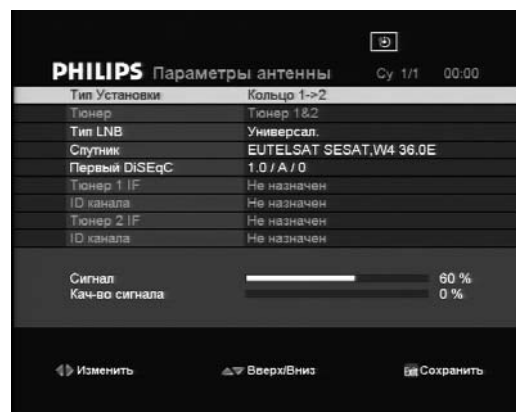 PHILIPS Параметры антенны Су 1/1 00:00
Тип Установки Кольцо 1->2
Тюнер Тюнер 1&2
Тип LNB Универсал.
Спутник EUTELSAT SESAT,W4 36.0E
Первый DiSEqC 1.0 / A / 0
Тюнер 1 IF Не назначен
ID канала Не назначен
Тюнер 2 IF Не назначен
ID канала Не назначен
Сигнал 60 %
Кач-во сигнала 0 %
Изменить Вверх/Вниз Exit Сохранить